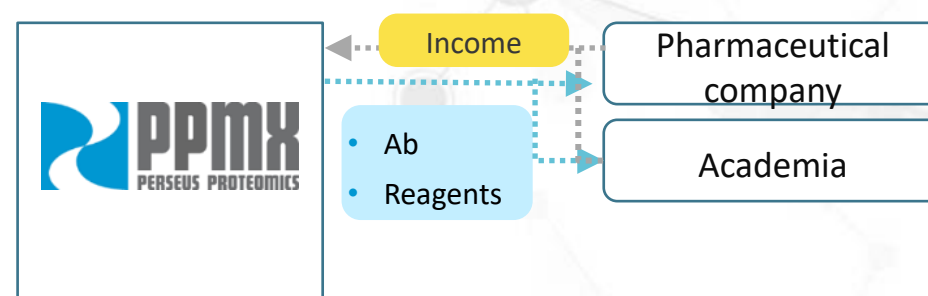 Income
Pharmaceutical
company
PPMX
PERSEUS PROTEOMICS
• Ab
• Reagents
Academia